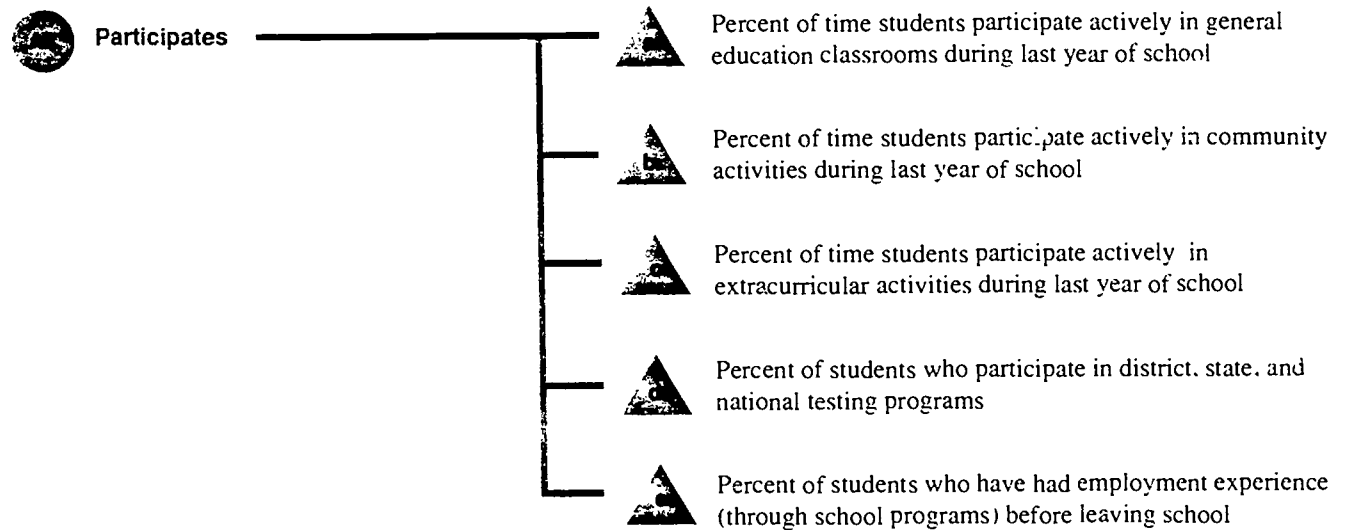 Participates
Percent of time students participate actively in general
education classrooms during last year of school
b
Percent of time students participate actively in community
activities during last year of school
Percent of time students participate actively in
extracurricular activities during last year of school
Percent of students who participate in district, state, and
national testing programs
Percent of students who have had employment experience
(through school programs) before leaving school